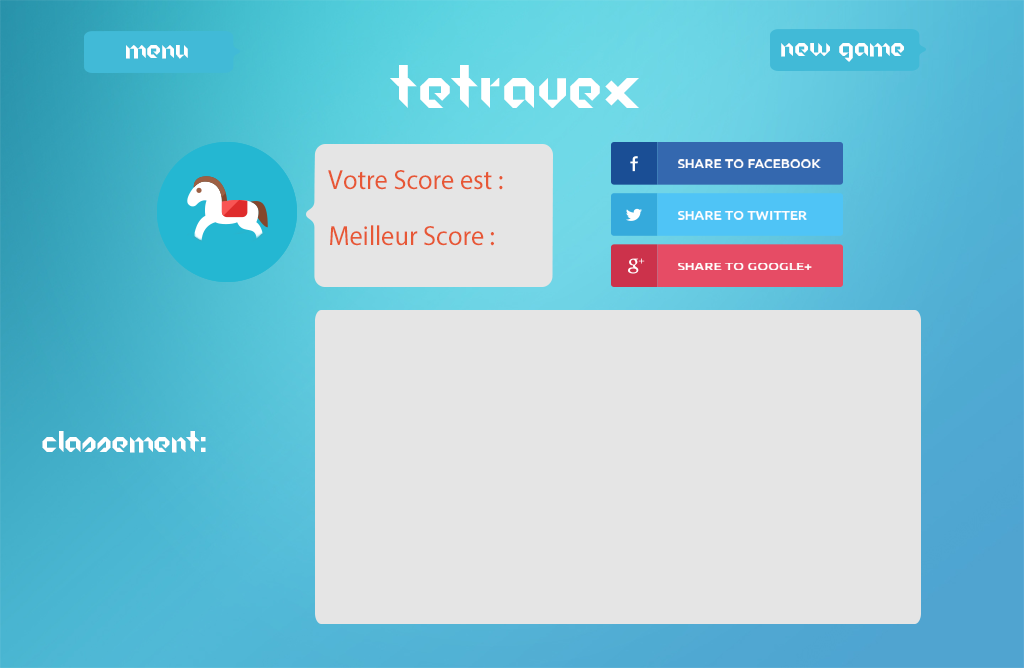 menu
new game
tetravex
Votre Score est :
Meilleur Score :
f SHARE TO FACEBOOK
SHARE TO TWITTER
g+ SHARE TO GOOGLE+
classement: